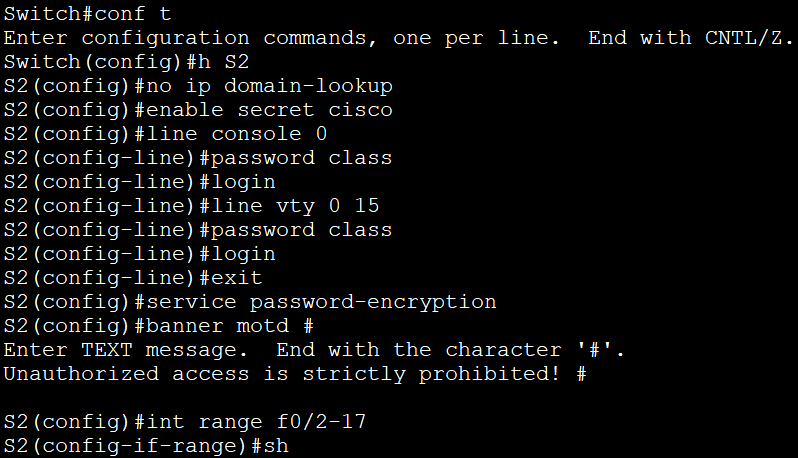 Switch#conf t
Enter configuration commands, one per line.  End with CNTL/Z.
Switch(config)#h S2
S2(config)#no ip domain-lookup
S2(config)#enable secret cisco
S2(config)#line console 0
S2(config-line)#password class
S2(config-line)#login
S2(config-line)#line vty 0 15
S2(config-line)#password class
S2(config-line)#login
S2(config-line)#exit
S2(config)#service password-encryption
S2(config)#banner motd #
Enter TEXT message.  End with the character '#'.
Unauthorized access is strictly prohibited! #
S2(config)#int range f0/2-17
S2(config-if-range)#sh